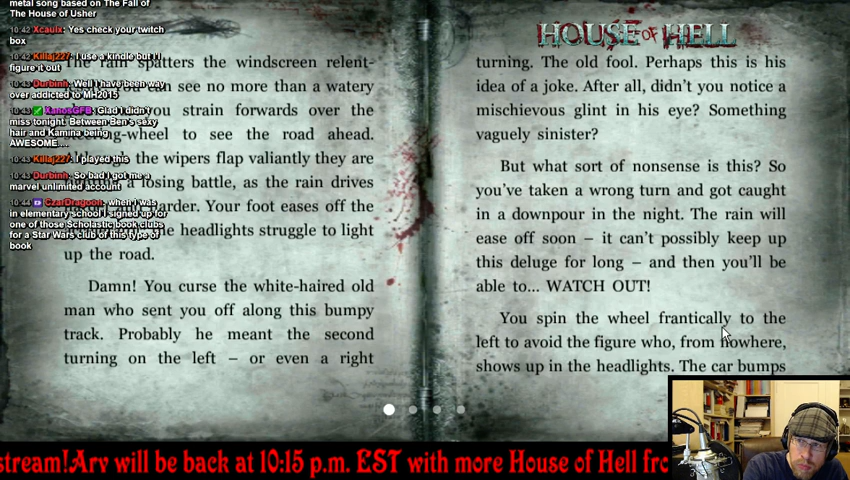 metal song based on The Fall of
The House of Usher
10:42 Xcaulx: Yes check your twitch
box
10:42 Killaj227: I use a kindle but I'll
figure it out
10:43 Durbinh: Well I have been way
over addicted to MH2015
10:43 XanosGFB: Glad I didn't
miss tonight Between Ben's sexy
hair and Kamina being
AWESOME....
10:43 Killaj227: I played this
10:43 Durbinh: So bad I got me a
marvel unlimited account
10:44 CzarDragoon: when I was
in elementary school I signed up for
one of those Scholastic book clubs
for a Star Wars club of this type of
book
rain spatters the windscreen relent-
see no more than a watery
strain forwards over the
-wheel to see the road ahead.
the wipers flap valiantly they are
a losing battle, as the rain drives
harder. Your foot eases off the
the headlights struggle to light
up the road.
Damn! You curse the white-haired old
man who sent you off along this bumpy
track. Probably he meant the second
turning on the left – or even a right
HOUSE OF HELL
turning. The old fool. Perhaps this is his
idea of a joke. After all, didn't you notice a
mischievous glint in his eye? Something
vaguely sinister?
But what sort of nonsense is this? So
you've taken a wrong turn and got caught
in a downpour in the night. The rain will
ease off soon – it can't possibly keep up
this deluge for long – and then you'll be
able to... WATCH OUT!
You spin the wheel frantically to the
left to avoid the figure who, from nowhere,
shows up in the headlights. The car bumps
stream!Arv will be back at 10:15 p.m. EST with more House of Hell fro